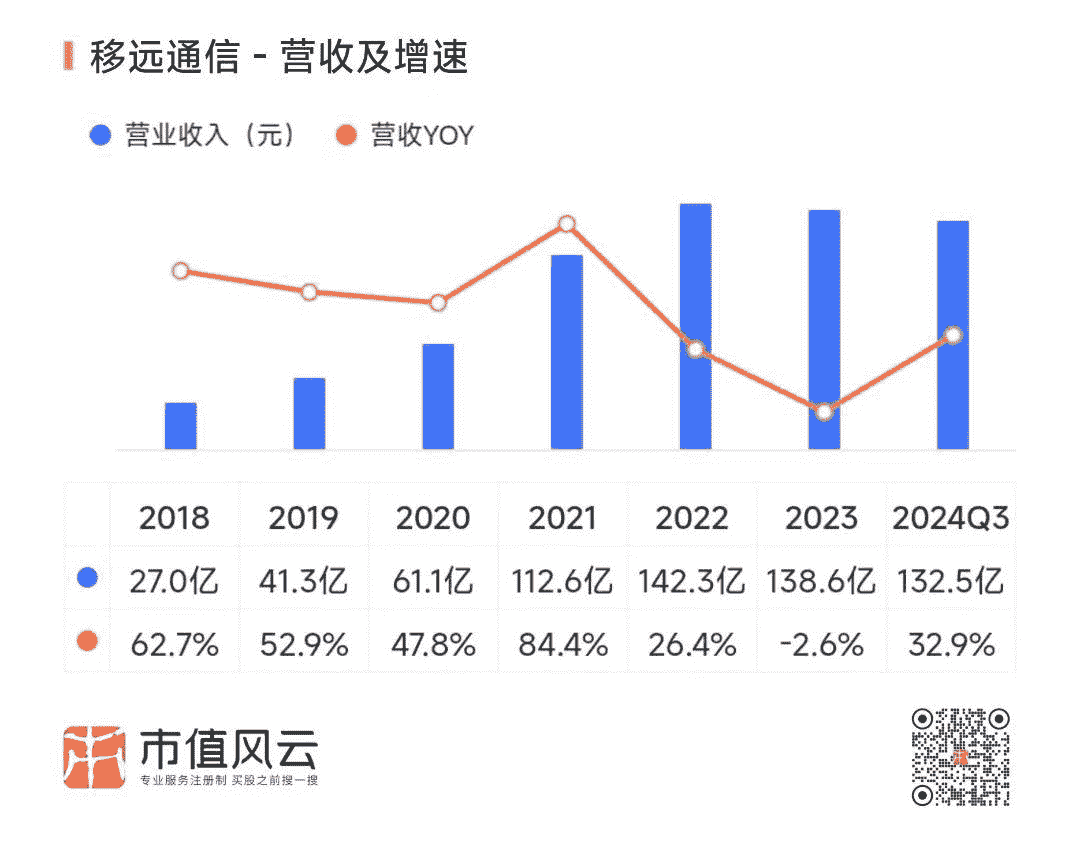 移远通信 - 营收及增速
营业收入（元） 营收YOY
2018 2019 2020 2021 2022 2023 2024Q3
27.0亿 41.3亿 61.1亿 112.6亿 142.3亿 138.6亿 132.5亿
62.7% 52.9% 47.8% 84.4% 26.4% -2.6% 32.9%
市值风云
专业服务注册制 买股之前搜一搜